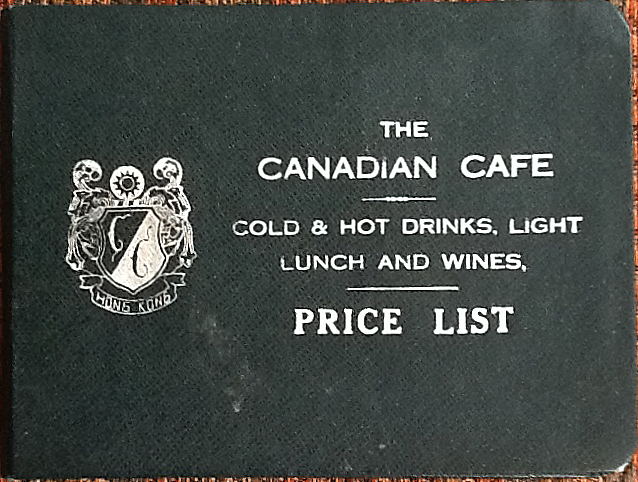 THE
CANADIAN CAFE
COLD & HOT DRINKS, LIGHT
LUNCH AND WINES,
PRICE LIST
C C
HONG KONG